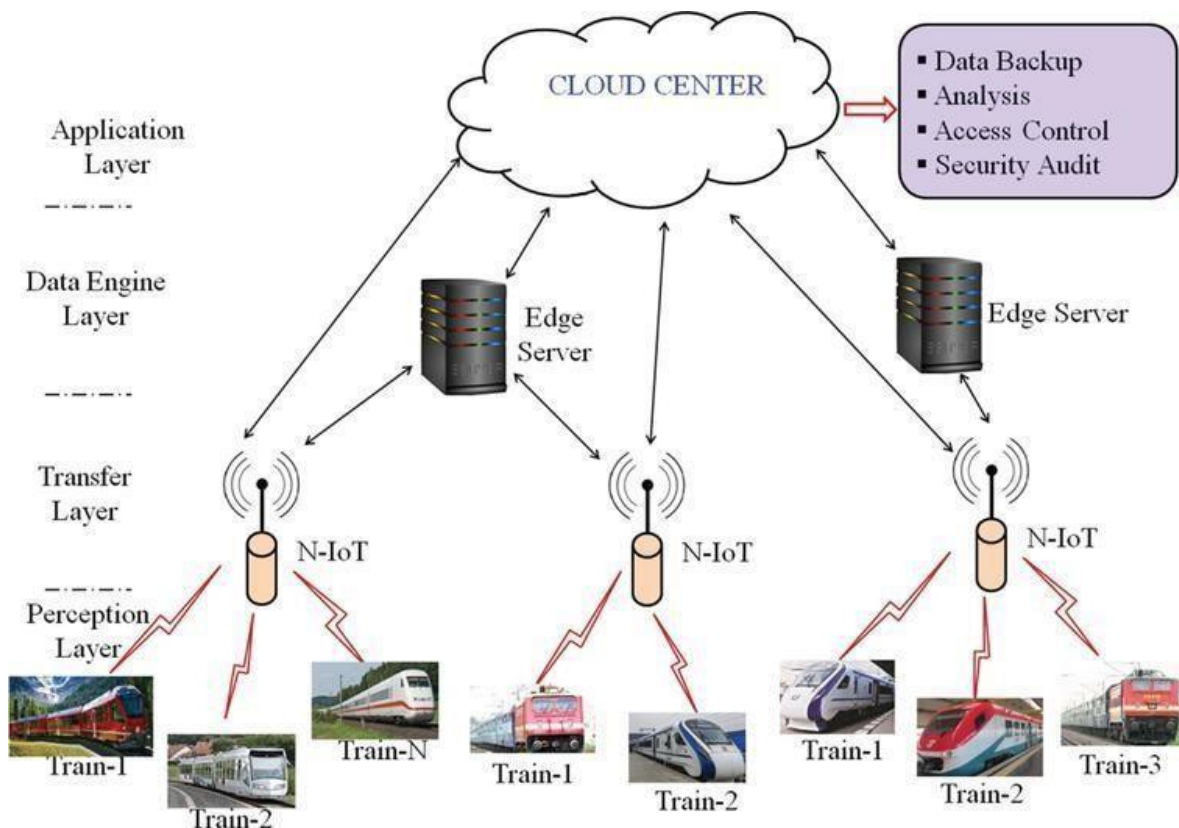 CLOUD CENTER
▪ Data Backup
▪ Analysis
▪ Access Control
▪ Security Audit
Application
Layer
Data Engine
Layer
Edge
Server
Edge Server
Transfer
Layer
N-IoT
N-IoT
N-IoT
Perception
Layer
Train-1
Train-2
Train-N
Train-1
Train-2
Train-1
Train-2
Train-3